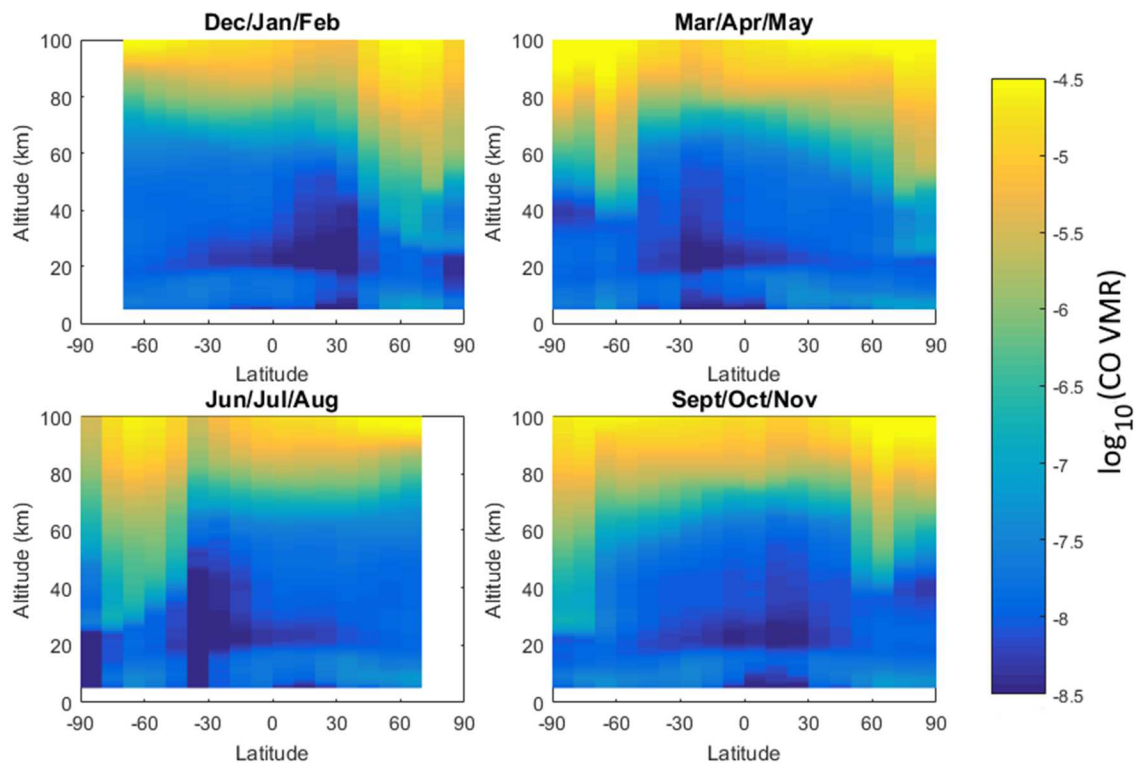 Dec/Jan/Feb
100
80
60
40
20
0
Altitude (km)
-90 -60 -30 0 30 60 90
Latitude
Mar/Apr/May
100
80
60
40
20
0
Altitude (km)
-90 -60 -30 0 30 60 90
Latitude
Jun/Jul/Aug
100
80
60
40
20
0
Altitude (km)
-90 -60 -30 0 30 60 90
Latitude
Sept/Oct/Nov
100
80
60
40
20
0
Altitude (km)
-90 -60 -30 0 30 60 90
Latitude
-4.5
-5
-5.5
-6
-6.5
-7
-7.5
-8
-8.5
log10(CO VMR)